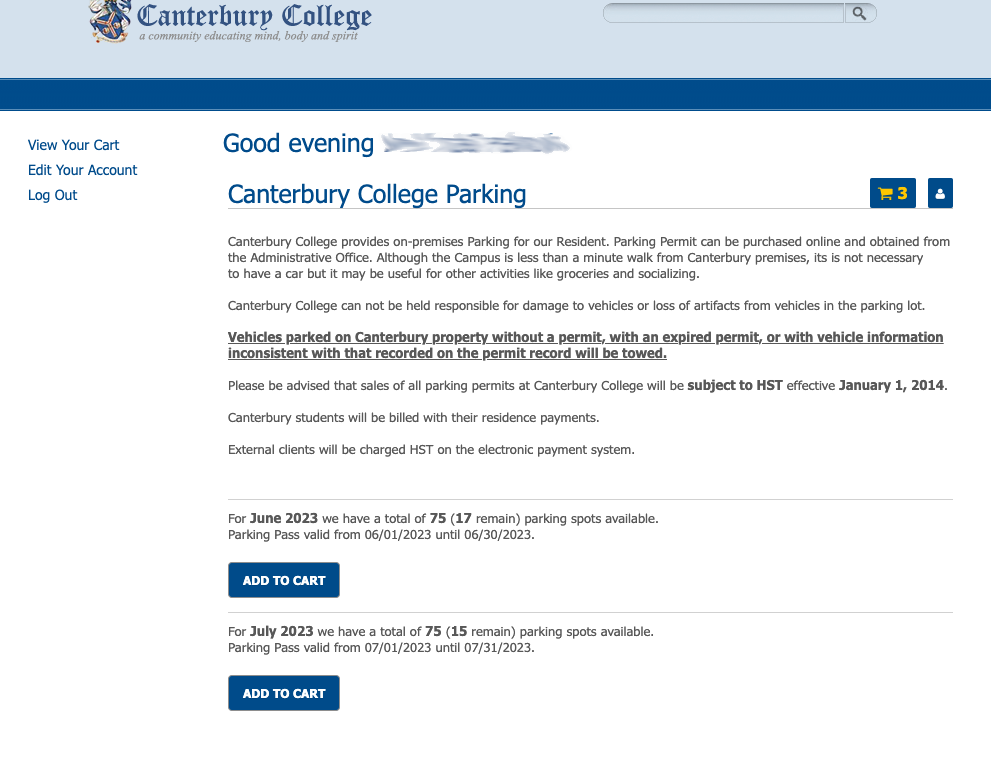 Canterbury College
a community educating mind, body and spirit
View Your Cart
Edit Your Account
Log Out
Good evening
Canterbury College Parking
3
Canterbury College provides on-premises Parking for our Resident. Parking Permit can be purchased online and obtained from
the Administrative Office. Although the Campus is less than a minute walk from Canterbury premises, its is not necessary
to have a car but it may be useful for other activities like groceries and socializing.
Canterbury College can not be held responsible for damage to vehicles or loss of artifacts from vehicles in the parking lot.
Vehicles parked on Canterbury property without a permit, with an expired permit, or with vehicle information
inconsistent with that recorded on the permit record will be towed.
Please be advised that sales of all parking permits at Canterbury College will be subject to HST effective January 1, 2014.
Canterbury students will be billed with their residence payments.
External clients will be charged HST on the electronic payment system.
For June 2023 we have a total of 75 (17 remain) parking spots available.
Parking Pass valid from 06/01/2023 until 06/30/2023.
ADD TO CART
For July 2023 we have a total of 75 (15 remain) parking spots available.
Parking Pass valid from 07/01/2023 until 07/31/2023.
ADD TO CART